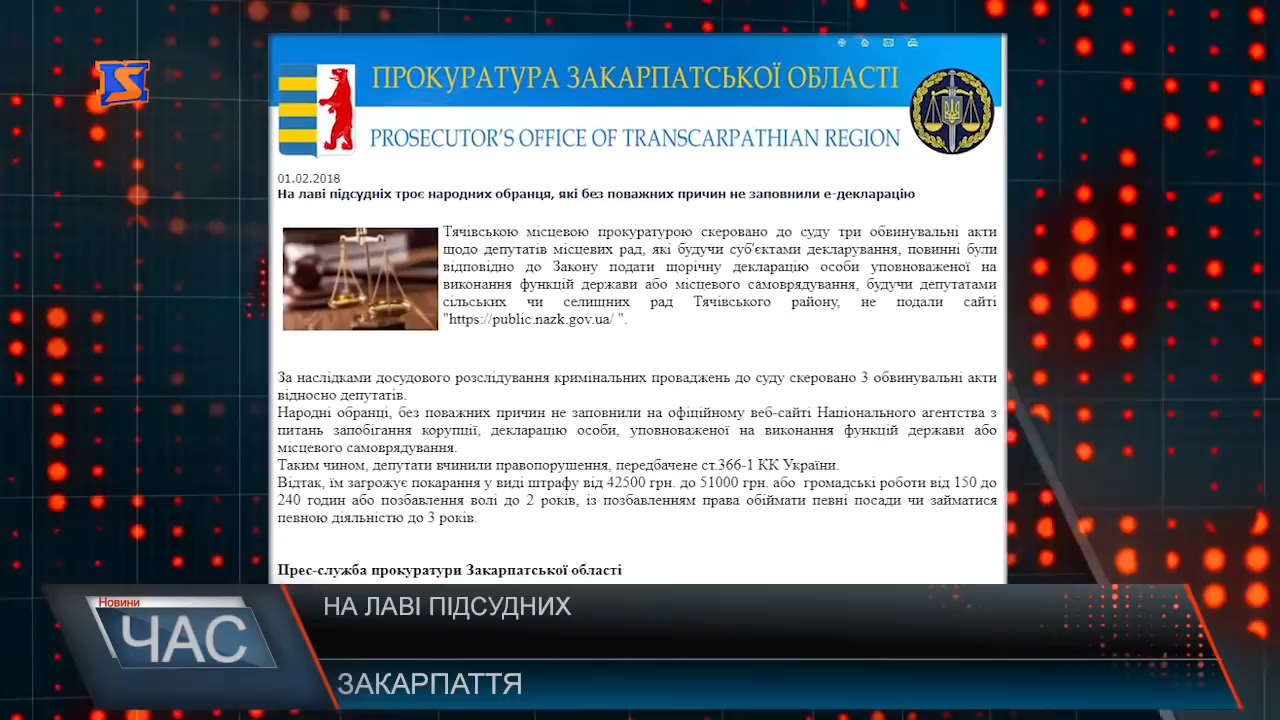 ПРОКУРАТУРА ЗАКАРПАТСЬКОЇ ОБЛАСТІ
PROSECUTOR'S OFFICE OF TRANSCARPATHIAN REGION
01.02.2018
На лаві підсудніх троє народних обранця, які без поважних причин не заповнили е-декларацію
Тячівською місцевою прокуратурою скеровано до суду три обвинувальні акти
щодо депутатів місцевих рад, які будучи суб'єктами декларування, повинні були
відповідно до Закону подати щорічну декларацію особи уповноваженої на
виконання функцій держави або місцевого самоврядування, будучи депутатами
сільських чи селищних рад Тячівського району, не подали сайті
"https://public.nazk.gov.ua/ ".
За наслідками досудового розслідування кримінальних проваджень до суду скеровано 3 обвинувальні акти
відносно депутатів.
Народні обранці, без поважних причин не заповнили на офіційному веб-сайті Національного агентства з
питань запобігання корупції, декларацію особи, уповноваженої на виконання функцій держави або
місцевого самоврядування.
Таким чином, депутати вчинили правопорушення, передбачене ст.366-1 КК України.
Відтак, їм загрожує покарання у виді штрафу від 42500 грн. до 51000 грн. або громадські роботи від 150 до
240 годин або позбавлення волі до 2 років, із позбавленням права обіймати певні посади чи займатися
певною діяльністю до 3 років.
Прес-служба прокуратури Закарпатської області
Новини
ЧАС
НА ЛАВІ ПІДСУДНИХ
ЗАКАРПАТТЯ